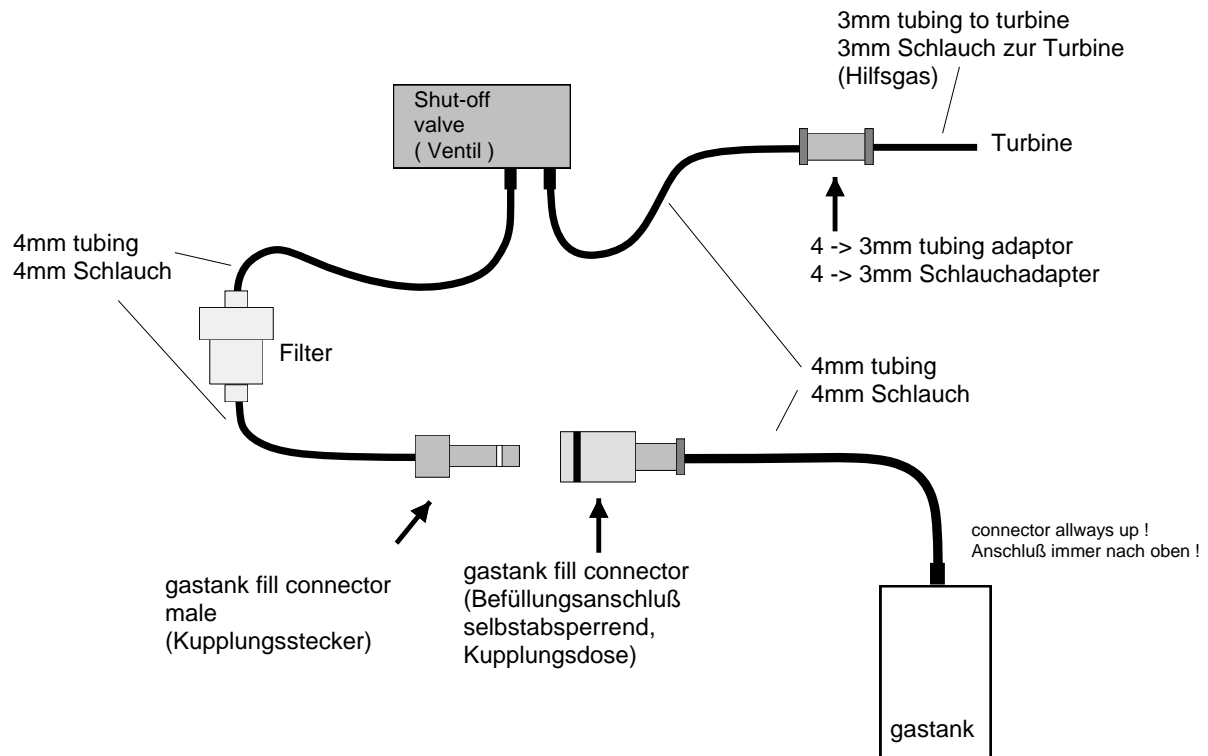 3mm tubing to turbine
3mm Schlauch zur Turbine
(Hilfsgas)
Shut-off
valve
( Ventil )
Turbine
4mm tubing
4mm Schlauch
4 -> 3mm tubing adaptor
4 -> 3mm Schlauchadapter
Filter
4mm tubing
4mm Schlauch
connector allways up !
Anschluß immer nach oben !
gastank fill connector
male
(Kupplungsstecker)
gastank fill connector
(Befüllungsanschluß
selbstabsperrend,
Kupplungsdose)
gastank